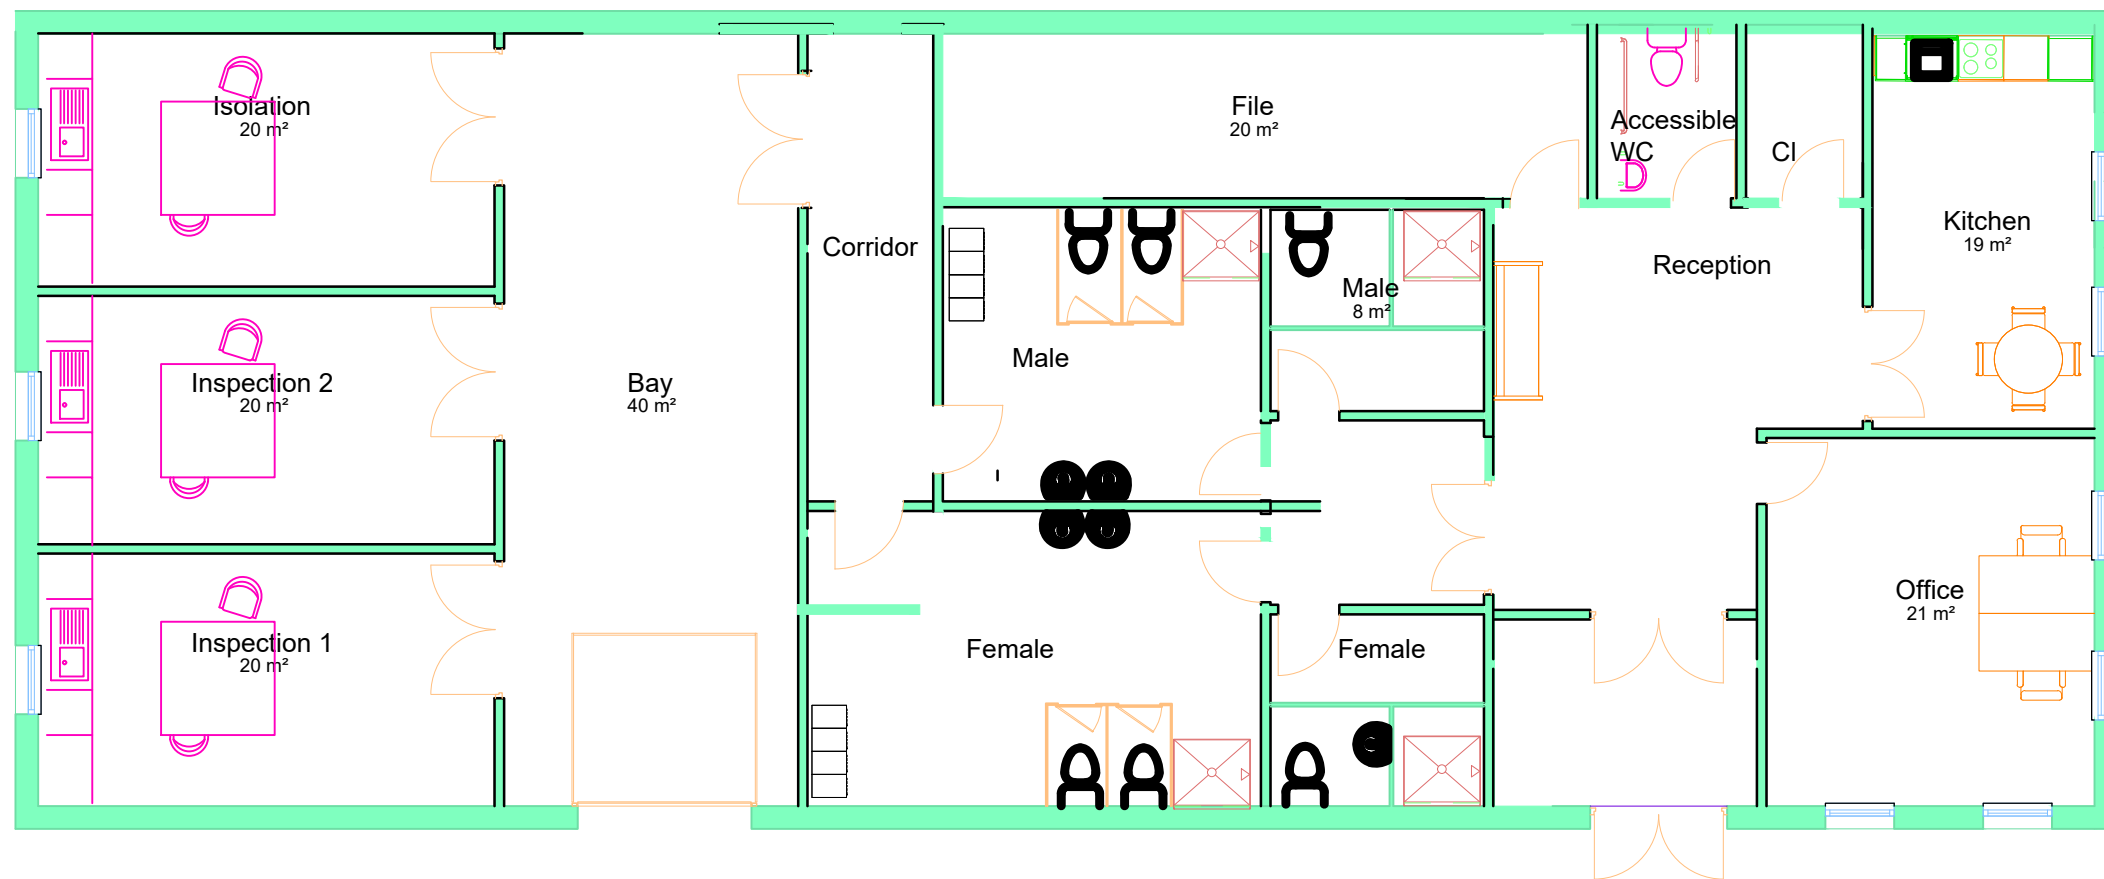 Isolation
20 m²
File
20 m²
Accessible
WC
Cl
Kitchen
19 m²
Corridor
Reception
Male
8 m²
Male
Inspection 2
20 m²
Bay
40 m²
Office
21 m²
Inspection 1
20 m²
Female
Female